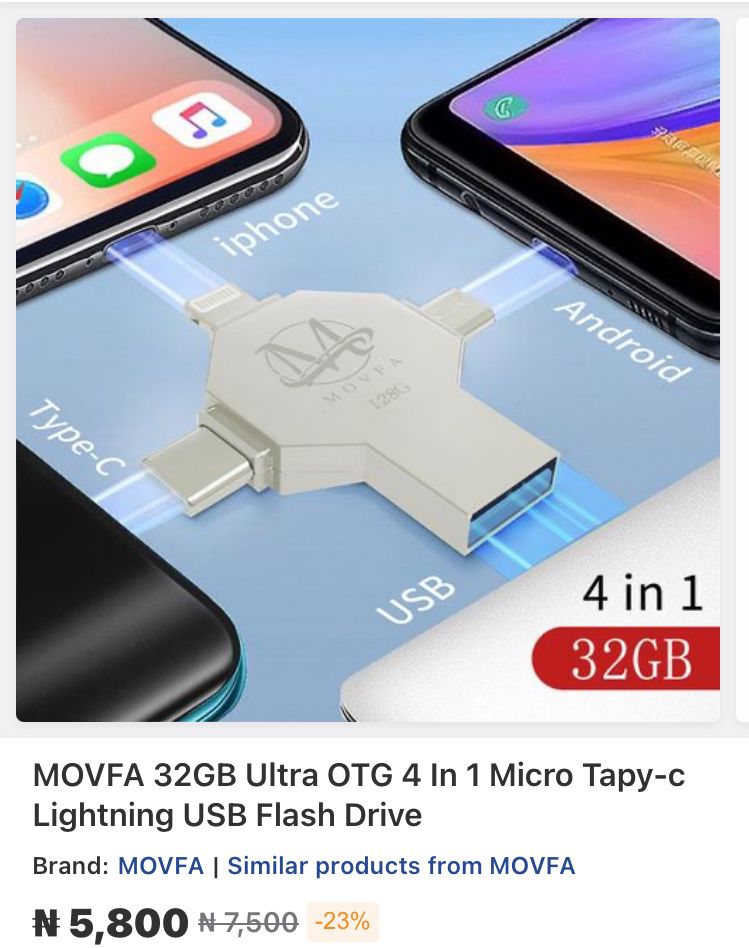 iphone
Android
MOVFA
128G
Type-C
USB
4 in 1
32GB
MOVFA 32GB Ultra OTG 4 In 1 Micro Tapy-c
Lightning USB Flash Drive
Brand: MOVFA | Similar products from MOVFA
₦ 5,800 ₦ 7,500 -23%